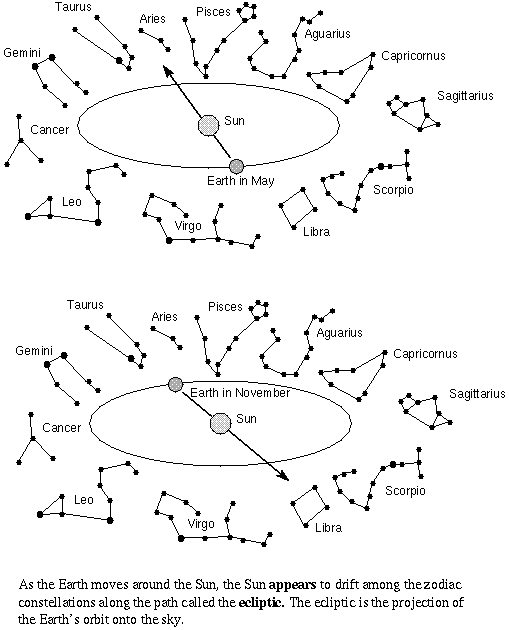 Pisces
Taurus
Aries
Aguarius
Gemini
Capricornus
Sagittarius
Sun
Cancer
Earth in May
Scorpio
Leo
Virgo
Libra
Taurus
Pisces
Aries
Aguarius
Gemini
Capricornus
Earth in November
Sagittarius
Sun
Cancer
Scorpio
Leo
Virgo
Libra
As the Earth moves around the Sun, the Sun appears to drift among the zodiac
constellations along the path called the ecliptic. The ecliptic is the projection of
the Earth's orbit onto the sky.